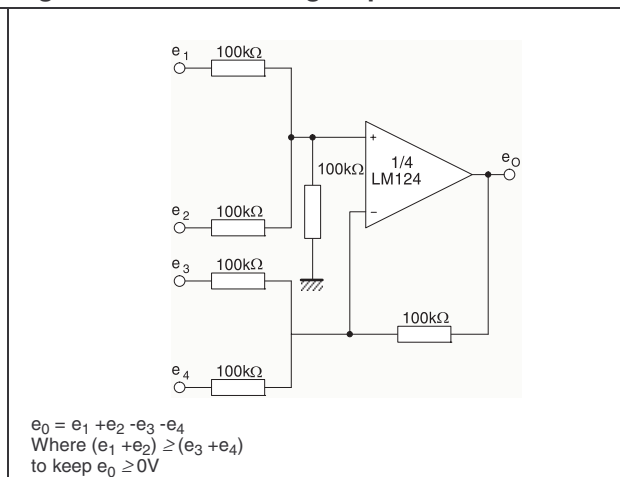 e1
100kΩ
+
100kΩ
1/4
LM124
eO
e2
100kΩ
−
e3
100kΩ
100kΩ
e4
100kΩ
e0 = e1 +e2 -e3 -e4
Where (e1 +e2) ≥ (e3 +e4)
to keep e0 ≥ 0V